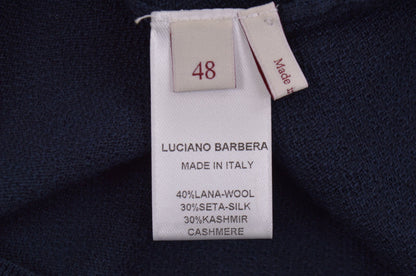 48
Made
LUCIANO BARBERA
MADE IN ITALY
40%LANA-WOOL
30%SETA-SILK
30%KASHMIR
CASHMERE